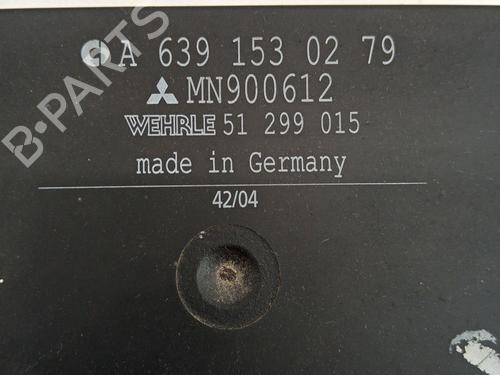 A 639 153 02 79
MN900612
WEHRLE 51 299 015
made in Germany
42/04
B-PARTS